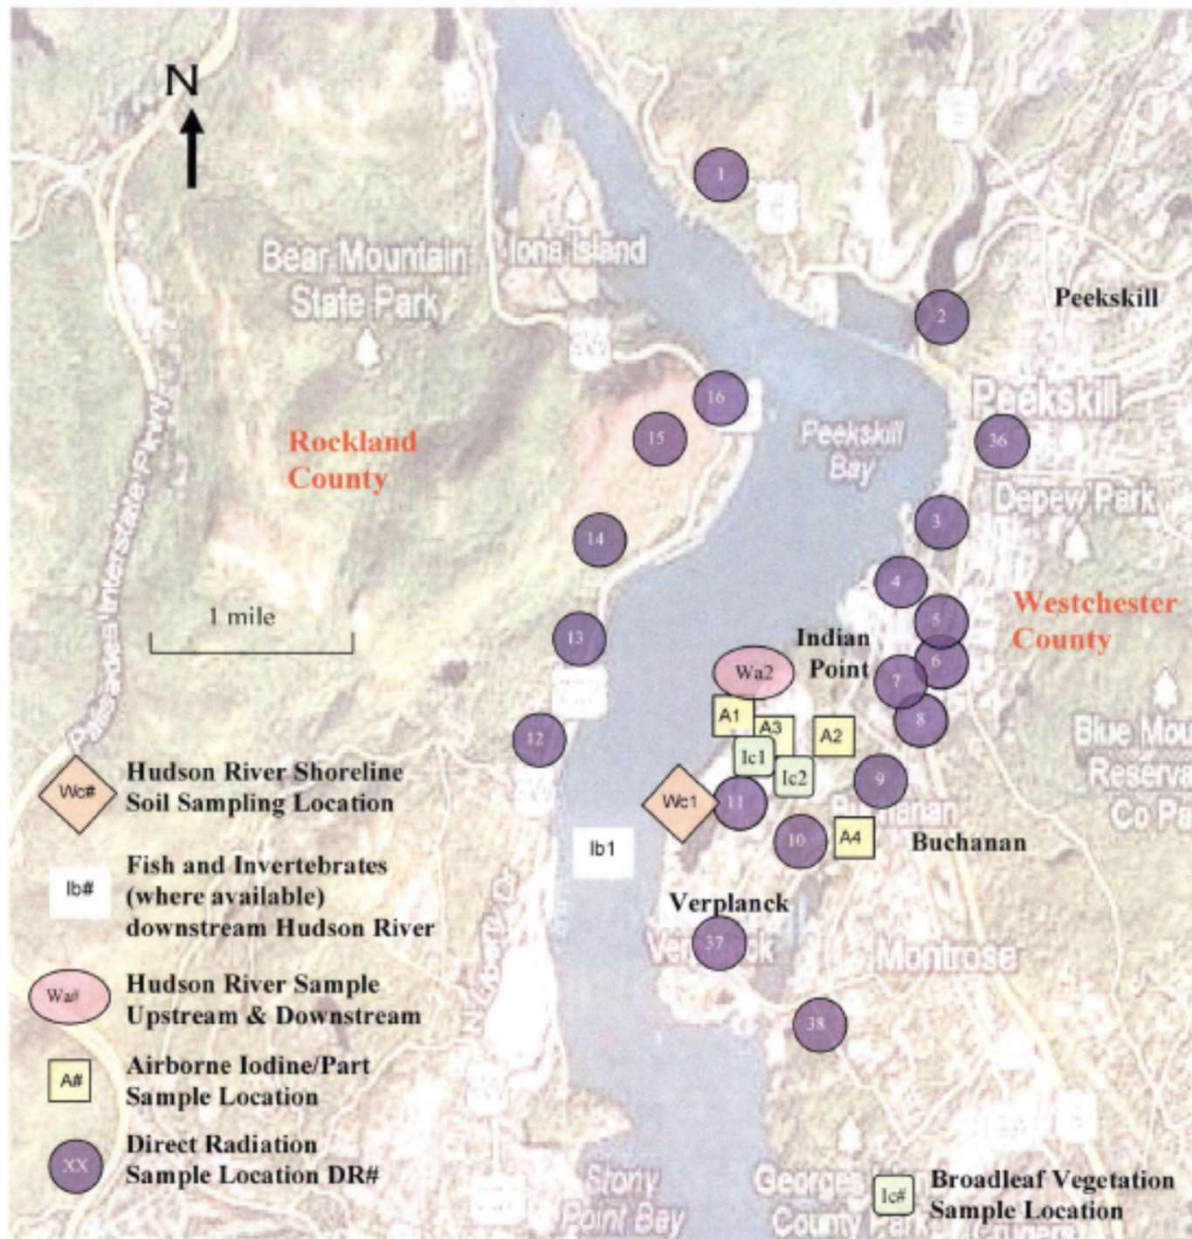 N
1
Bear Mountain
State Park
Iona Island
2
Peekskill
16
15
Peekskill
Peekskill
Bay
36
Rockland
County
Depew Park
3
14
4
1 mile
13
5
Westchester
County
Indian
Point
6
Wa2
7
A1
A3
A2
8
12
Palisades Interstate Pkwy
Ic1
Ic2
9
Wc#
Hudson River Shoreline
Soil Sampling Location
Wc1
11
Buchanan
10
A4
Buchanan
Ib1
Ib#
Fish and Invertebrates
(where available)
downstream Hudson River
Verplanck
37
Verplanck
Montrose
Wa#
Hudson River Sample
Upstream & Downstream
38
A#
Airborne Iodine/Part
Sample Location
XX
Direct Radiation
Sample Location DR#
Stony
Point Bay
Georges
County Park
Ic#
Broadleaf Vegetation
Sample Location